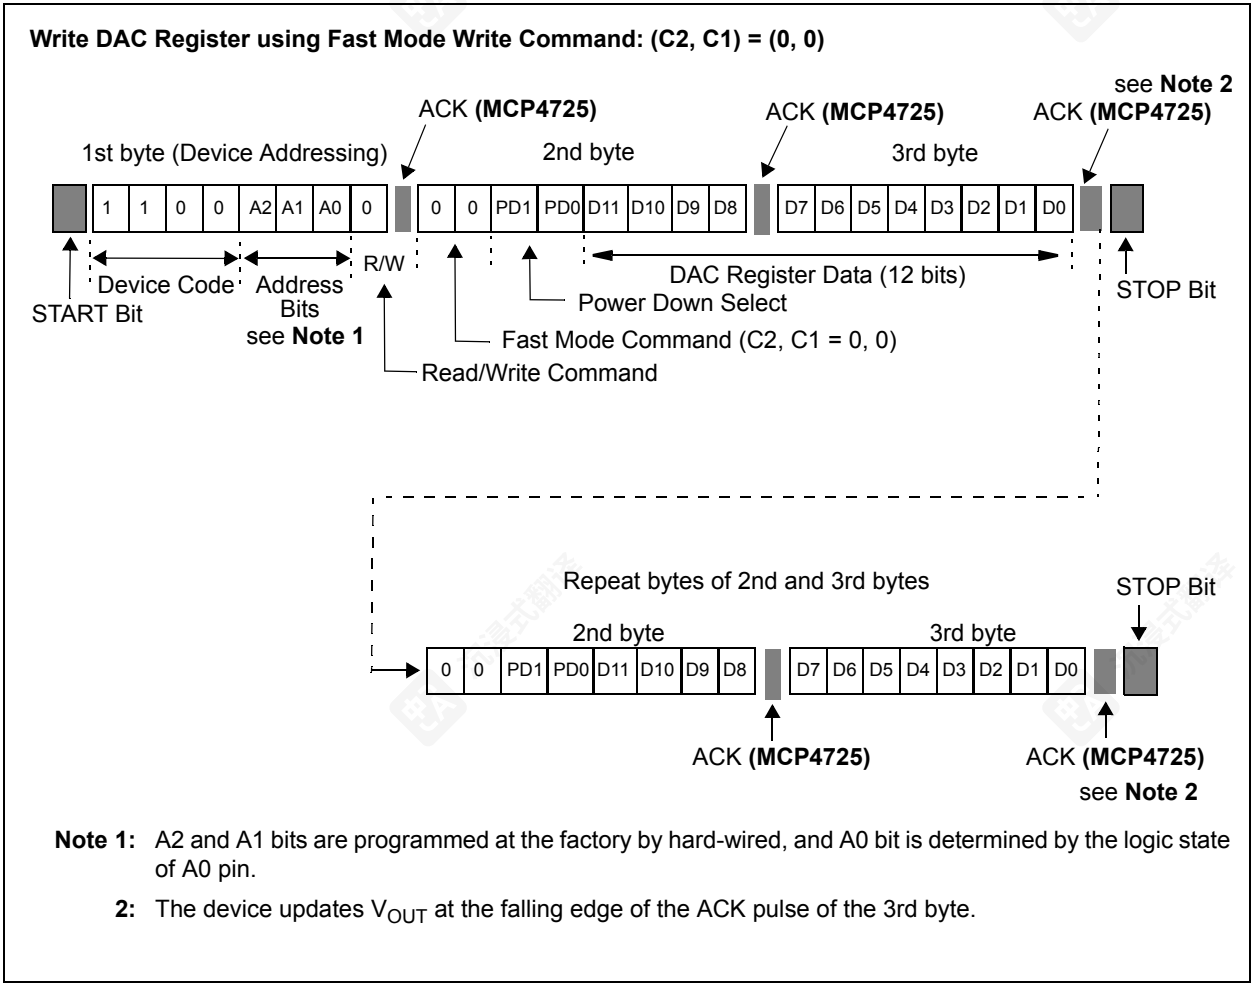 Write DAC Register using Fast Mode Write Command: (C2, C1) = (0, 0)
see Note 2
ACK (MCP4725)
ACK (MCP4725)
ACK (MCP4725)
1st byte (Device Addressing)
2nd byte
3rd byte
1 1 0 0 A2 A1 A0 0
0 0 PD1 PD0 D11 D10 D9 D8
D7 D6 D5 D4 D3 D2 D1 D0
R/W
Device Code
Address
Bits
see Note 1
START Bit
DAC Register Data (12 bits)
STOP Bit
Power Down Select
Fast Mode Command (C2, C1 = 0, 0)
Read/Write Command
Repeat bytes of 2nd and 3rd bytes
STOP Bit
2nd byte
3rd byte
0 0 PD1 PD0 D11 D10 D9 D8
D7 D6 D5 D4 D3 D2 D1 D0
ACK (MCP4725)
ACK (MCP4725)
see Note 2
Note 1: A2 and A1 bits are programmed at the factory by hard-wired, and A0 bit is determined by the logic state
of A0 pin.
2: The device updates VOUT at the falling edge of the ACK pulse of the 3rd byte.